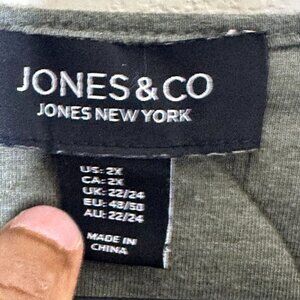 JONES & CO
JONES NEW YORK
US: 2X
CA: 2X
UK: 22/24
EU: 48/50
AU: 22/24
MADE IN
CHINA